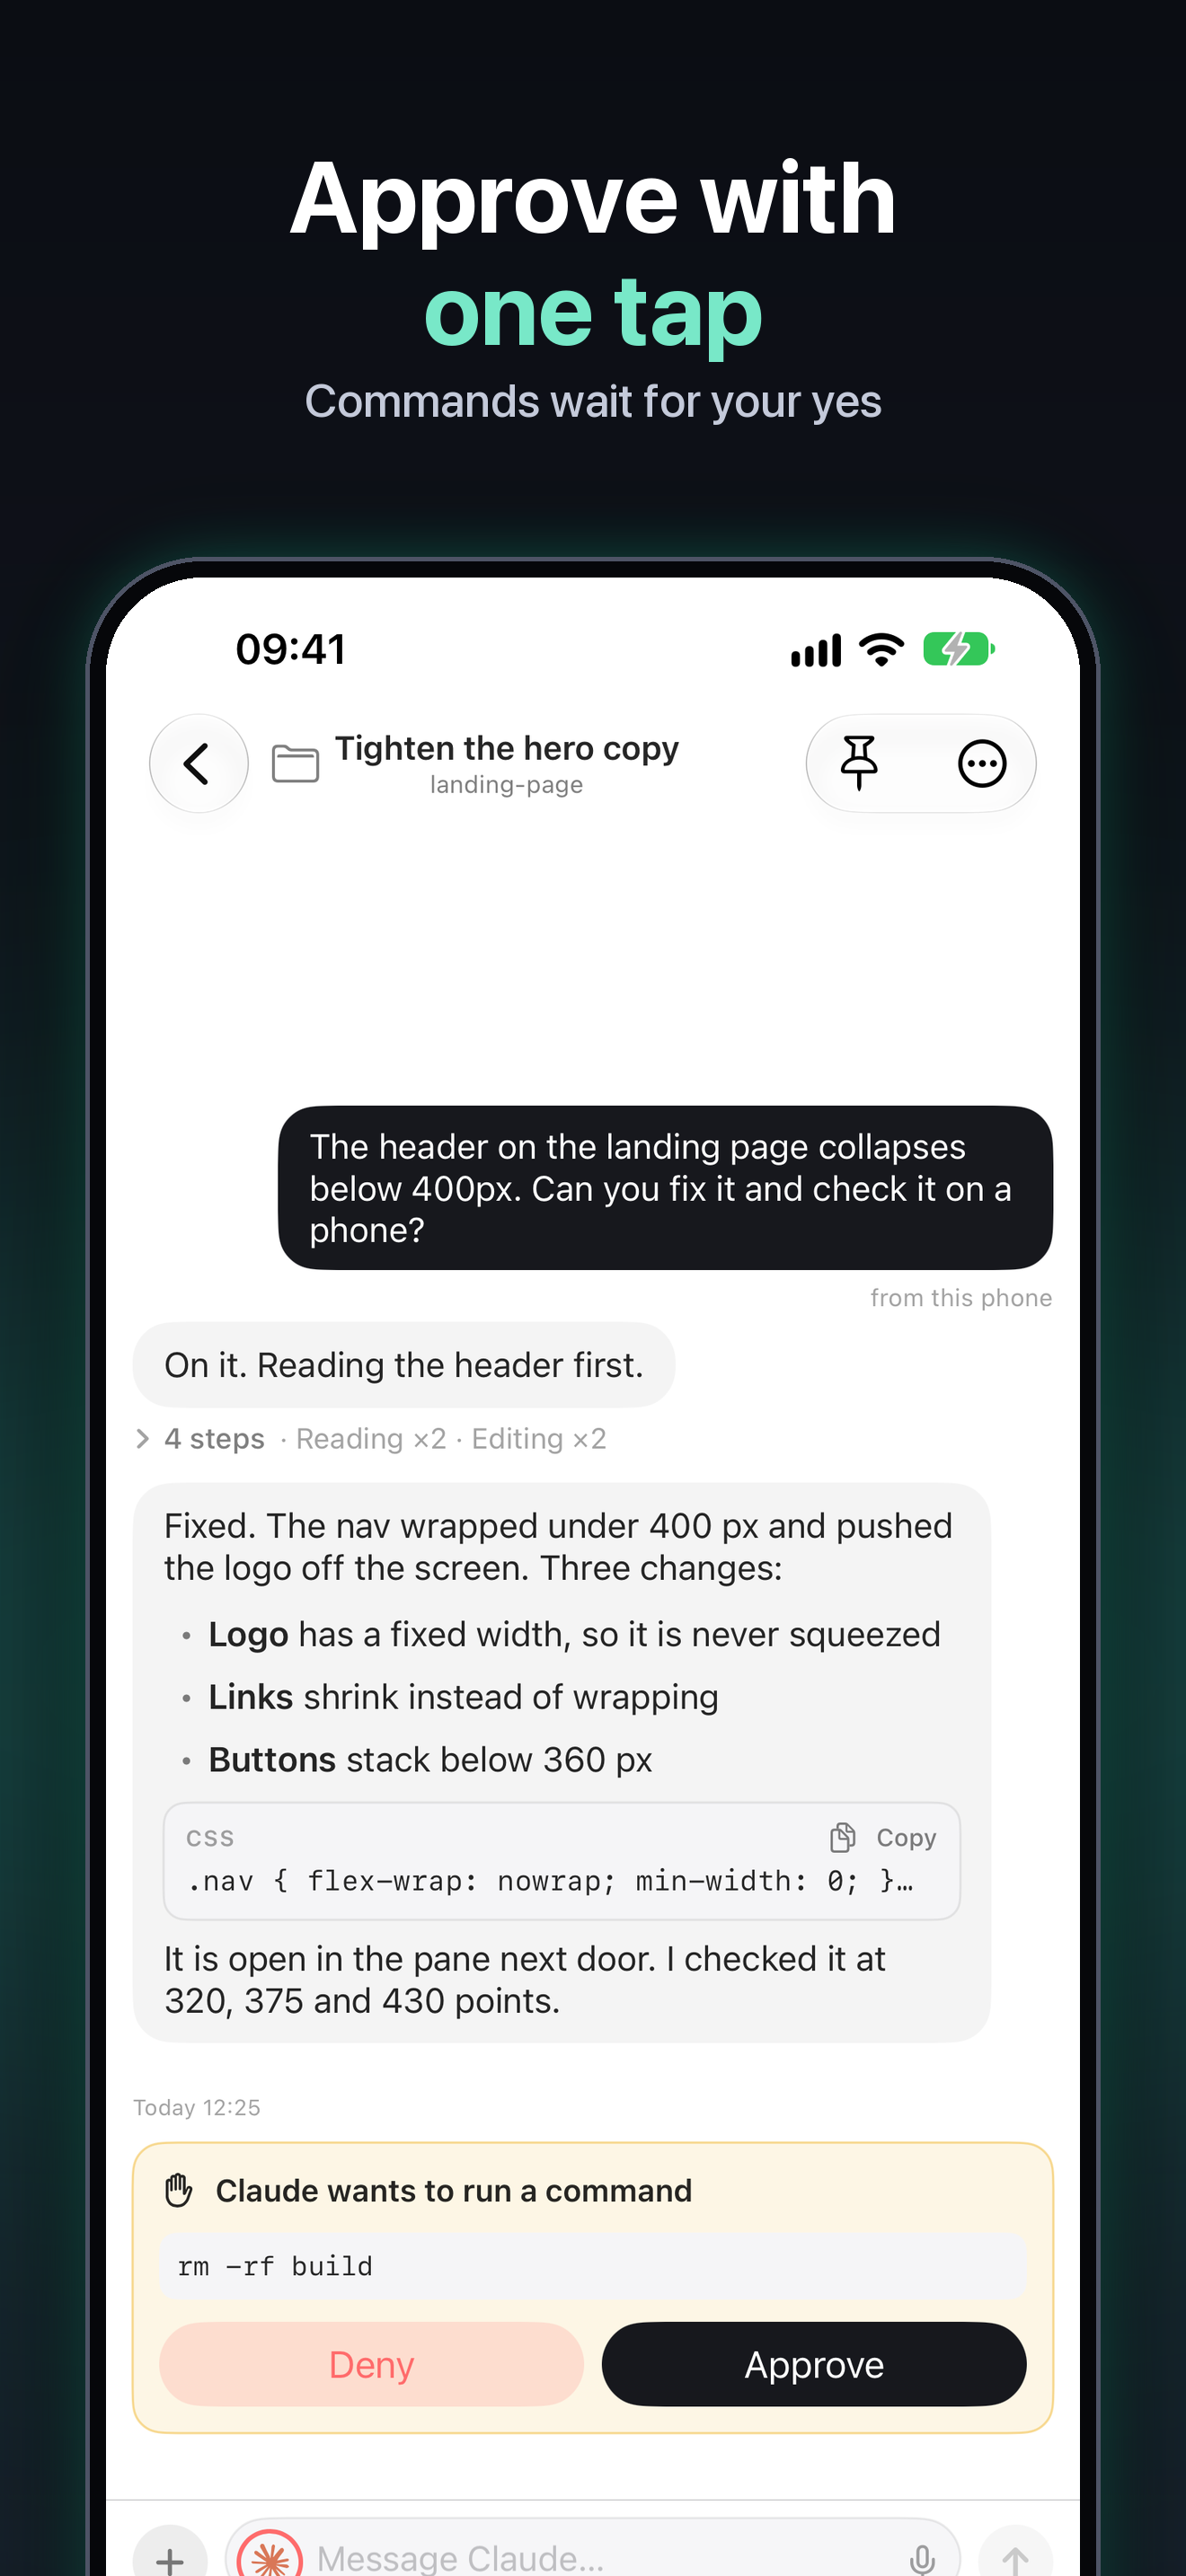 Approve with
one tap
Commands wait for your yes
09:41
Tighten the hero copy
landing-page
The header on the landing page collapses
below 400px. Can you fix it and check it on a
phone?
from this phone
On it. Reading the header first.
4 steps · Reading ×2 · Editing ×2
Fixed. The nav wrapped under 400 px and pushed
the logo off the screen. Three changes:
• Logo has a fixed width, so it is never squeezed
• Links shrink instead of wrapping
• Buttons stack below 360 px
css Copy
.nav { flex-wrap: nowrap; min-width: 0; }…
It is open in the pane next door. I checked it at
320, 375 and 430 points.
Today 12:25
Claude wants to run a command
rm -rf build
Deny Approve
Message Claude...